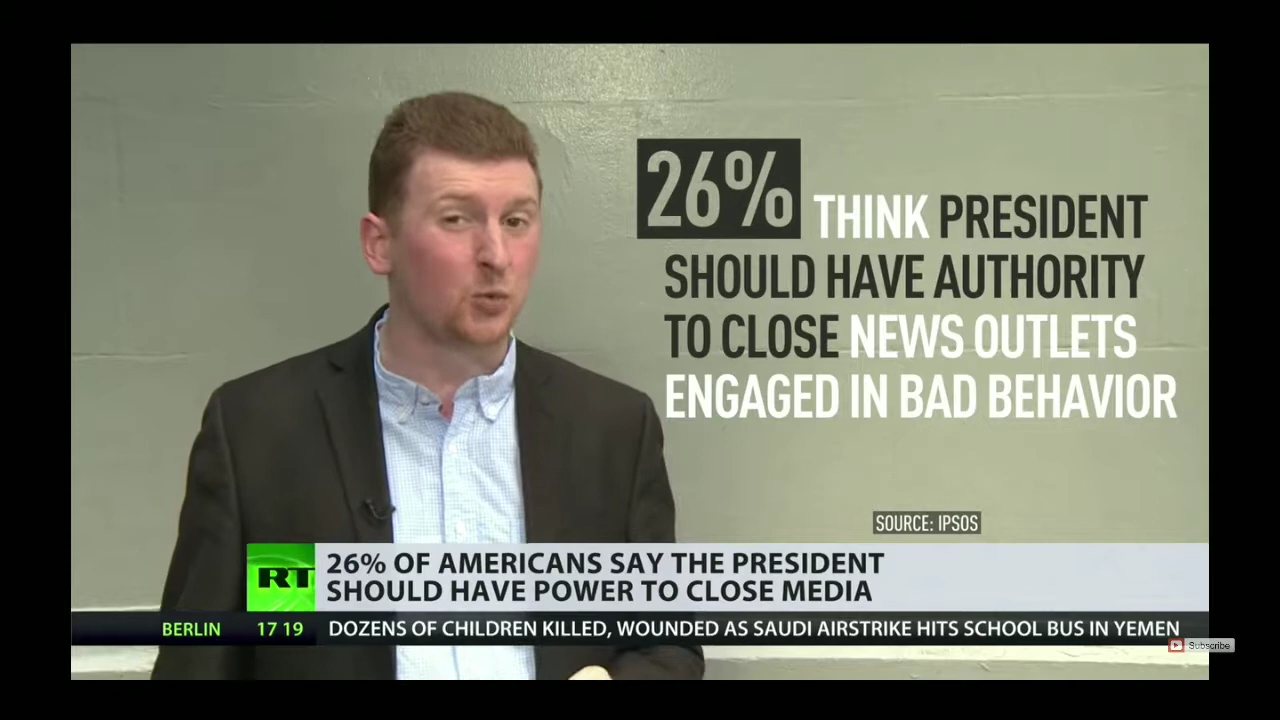 26% THINK PRESIDENT
SHOULD HAVE AUTHORITY
TO CLOSE NEWS OUTLETS
ENGAGED IN BAD BEHAVIOR
SOURCE: IPSOS
RT
26% OF AMERICANS SAY THE PRESIDENT
SHOULD HAVE POWER TO CLOSE MEDIA
BERLIN 17 19 DOZENS OF CHILDREN KILLED, WOUNDED AS SAUDI AIRSTRIKE HITS SCHOOL BUS IN YEMEN
Subscribe